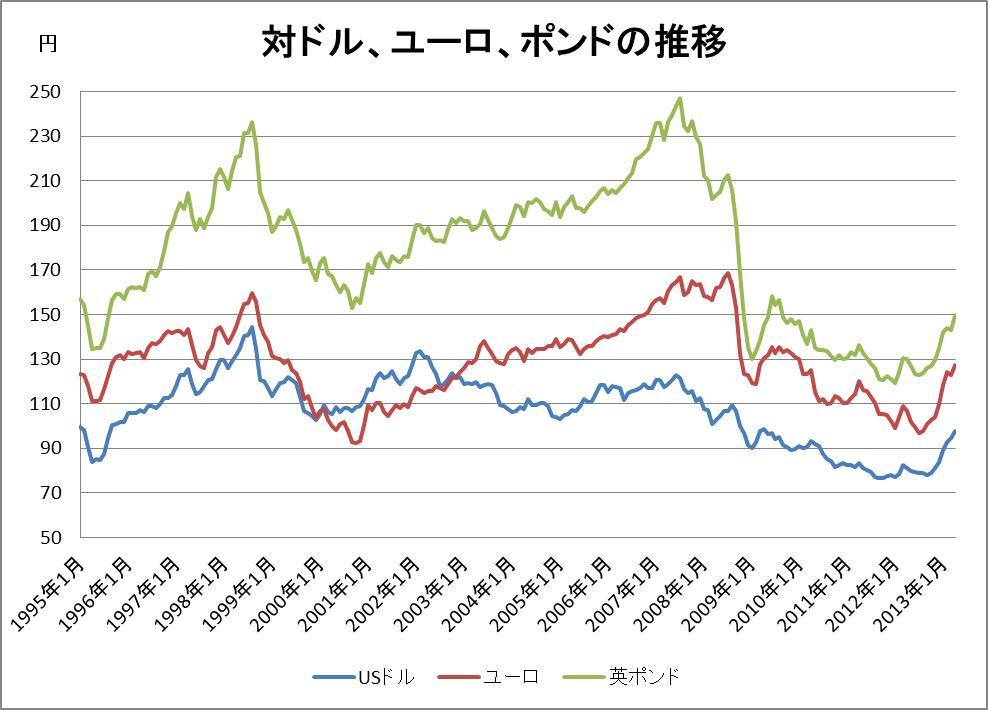 対ドル、ユーロ、ポンドの推移
円
250
230
210
190
170
150
130
110
90
70
50
1995年1月
1996年1月
1997年1月
1998年1月
1999年1月
2000年1月
2001年1月
2002年1月
2003年1月
2004年1月
2005年1月
2006年1月
2007年1月
2008年1月
2009年1月
2010年1月
2011年1月
2012年1月
2013年1月
USドル ユーロ 英ポンド